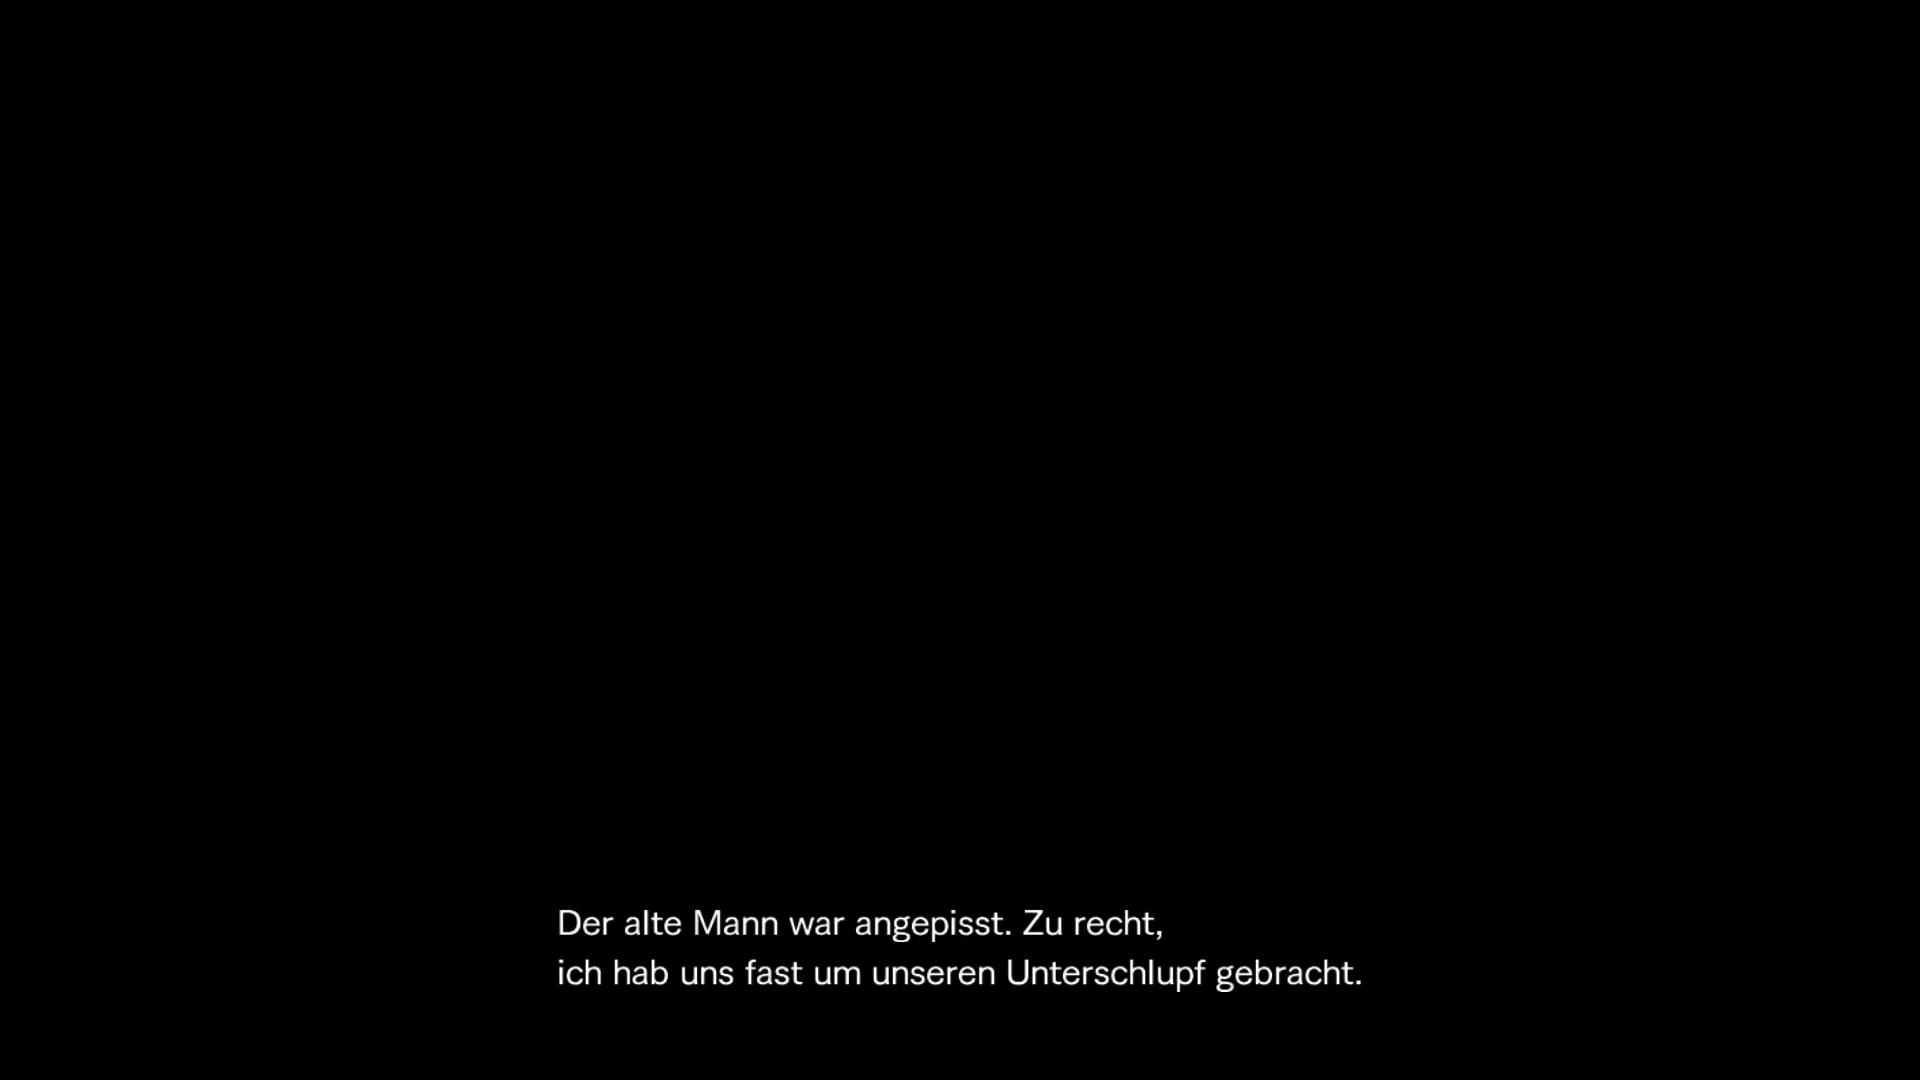 Der alte Mann war angepisst. Zu recht,
ich hab uns fast um unseren Unterschlupf gebracht.